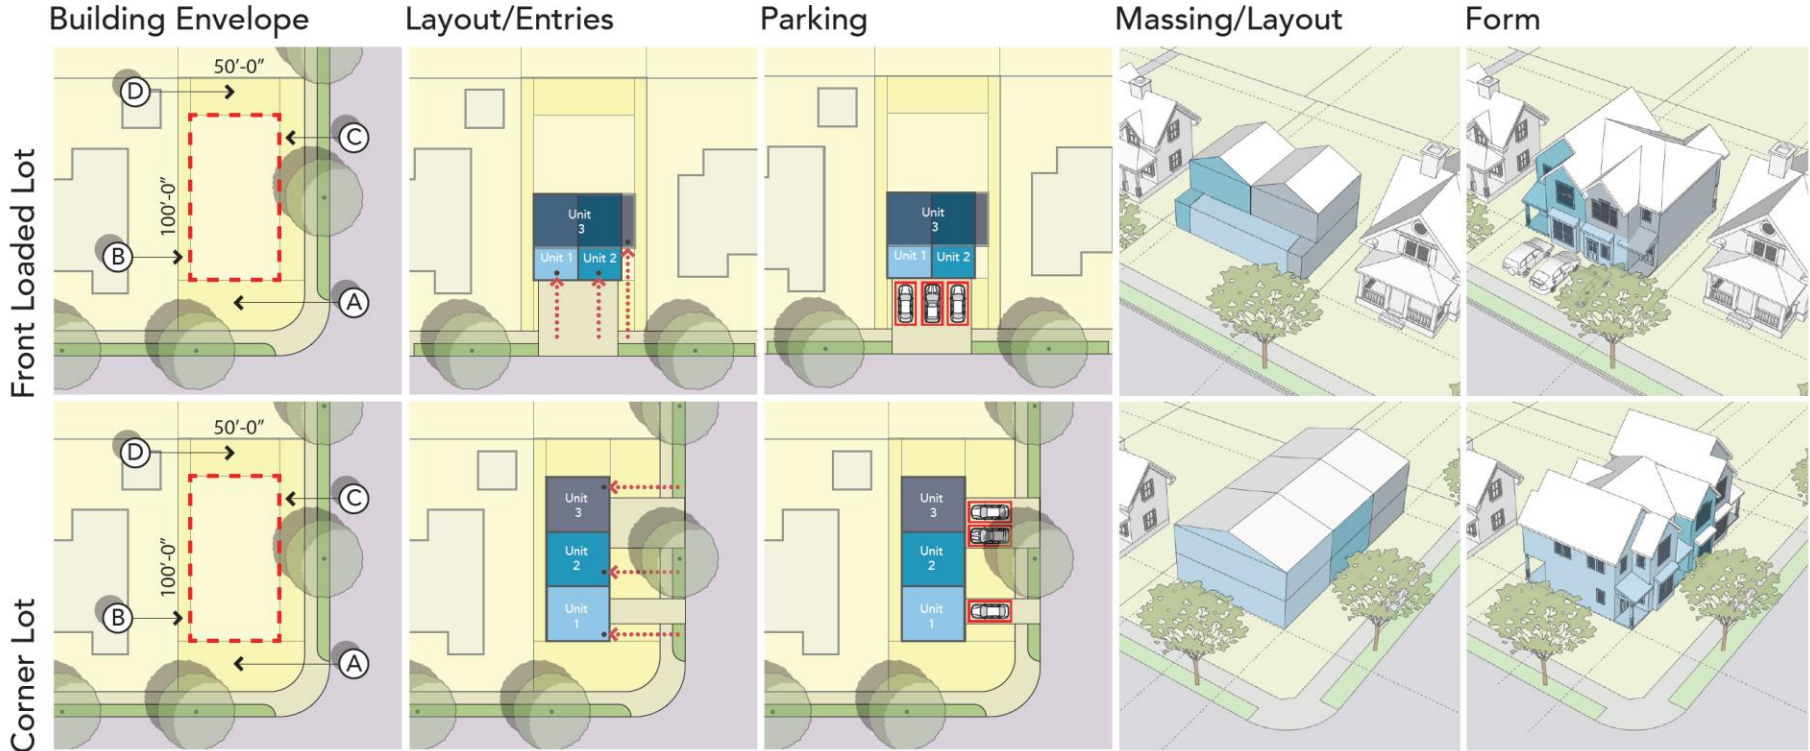 Building Envelope
Layout/Entries
Parking
Massing/Layout
Form
Front Loaded Lot
50'-0"
D
C
100'-0"
B
A
Unit
3
Unit 1
Unit 2
Unit
3
Unit 1
Unit 2
Corner Lot
50'-0"
D
C
100'-0"
B
A
Unit
3
Unit
2
Unit
1
Unit
3
Unit
2
Unit
1